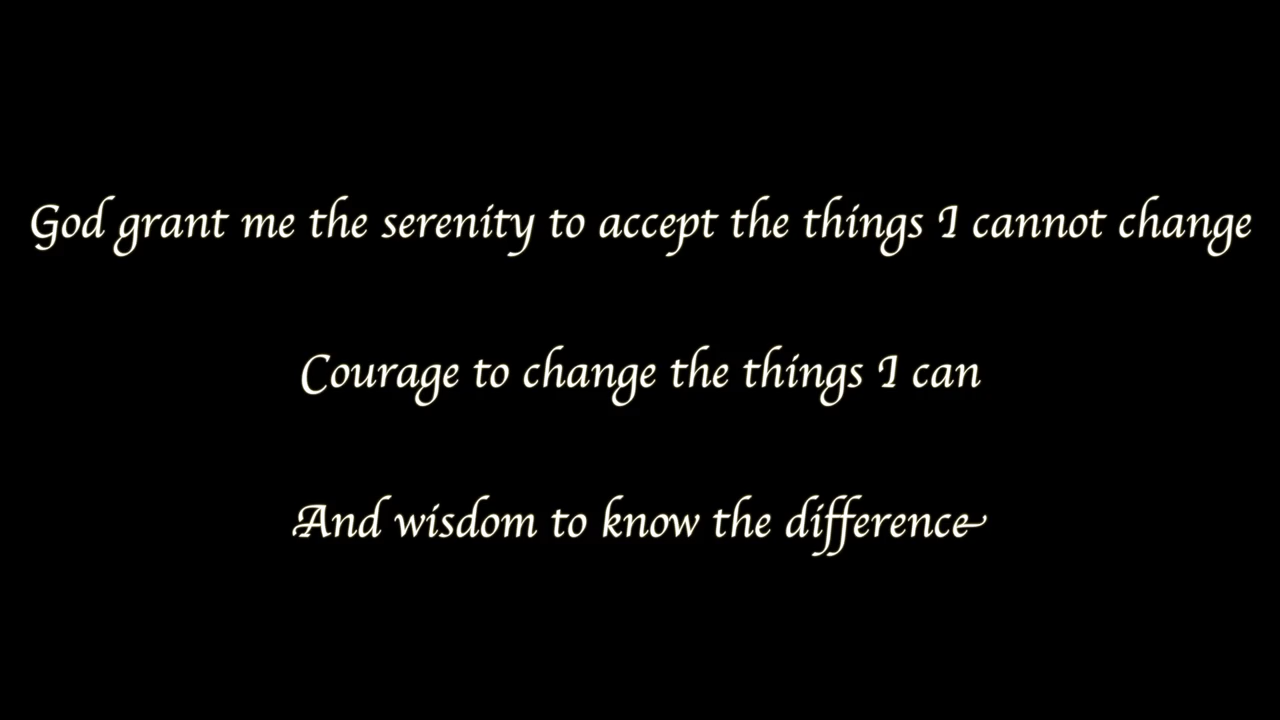 God grant me the serenity to accept the things I cannot change
Courage to change the things I can
And wisdom to know the difference